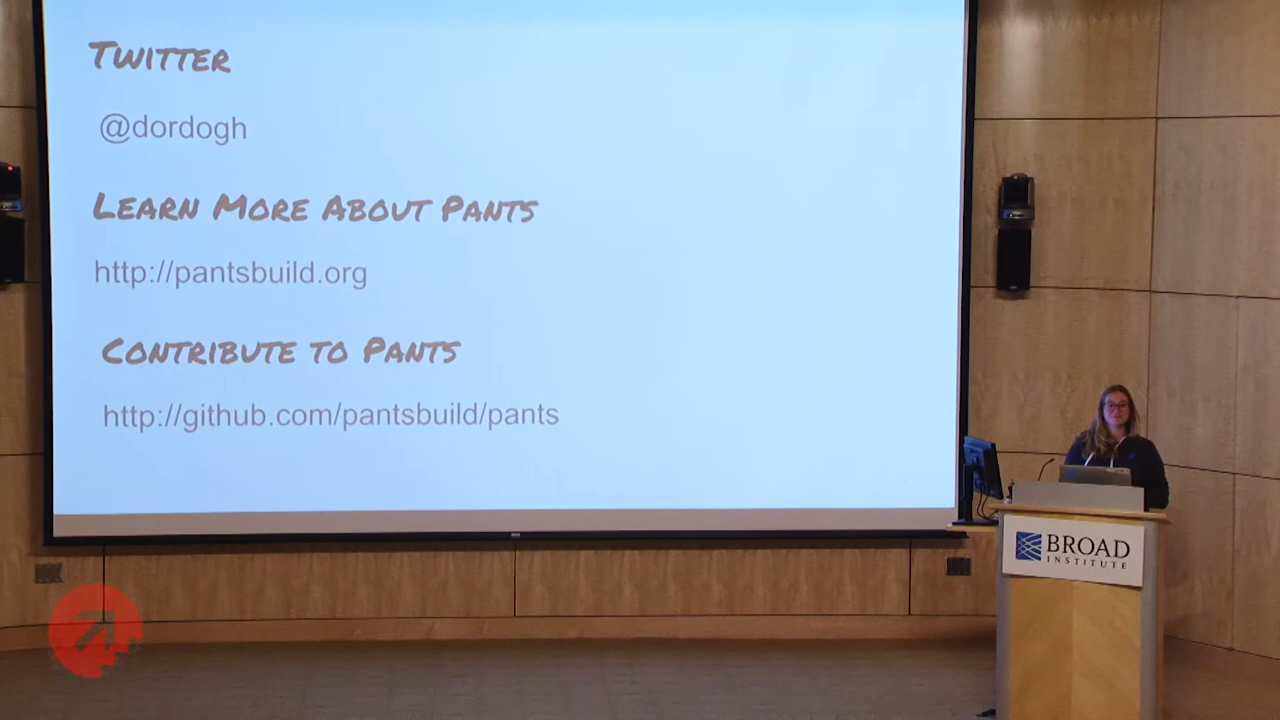 TWITTER
@dordogh
LEARN MORE ABOUT PANTS
http://pantsbuild.org
CONTRIBUTE TO PANTS
http://github.com/pantsbuild/pants
BROAD
INSTITUTE